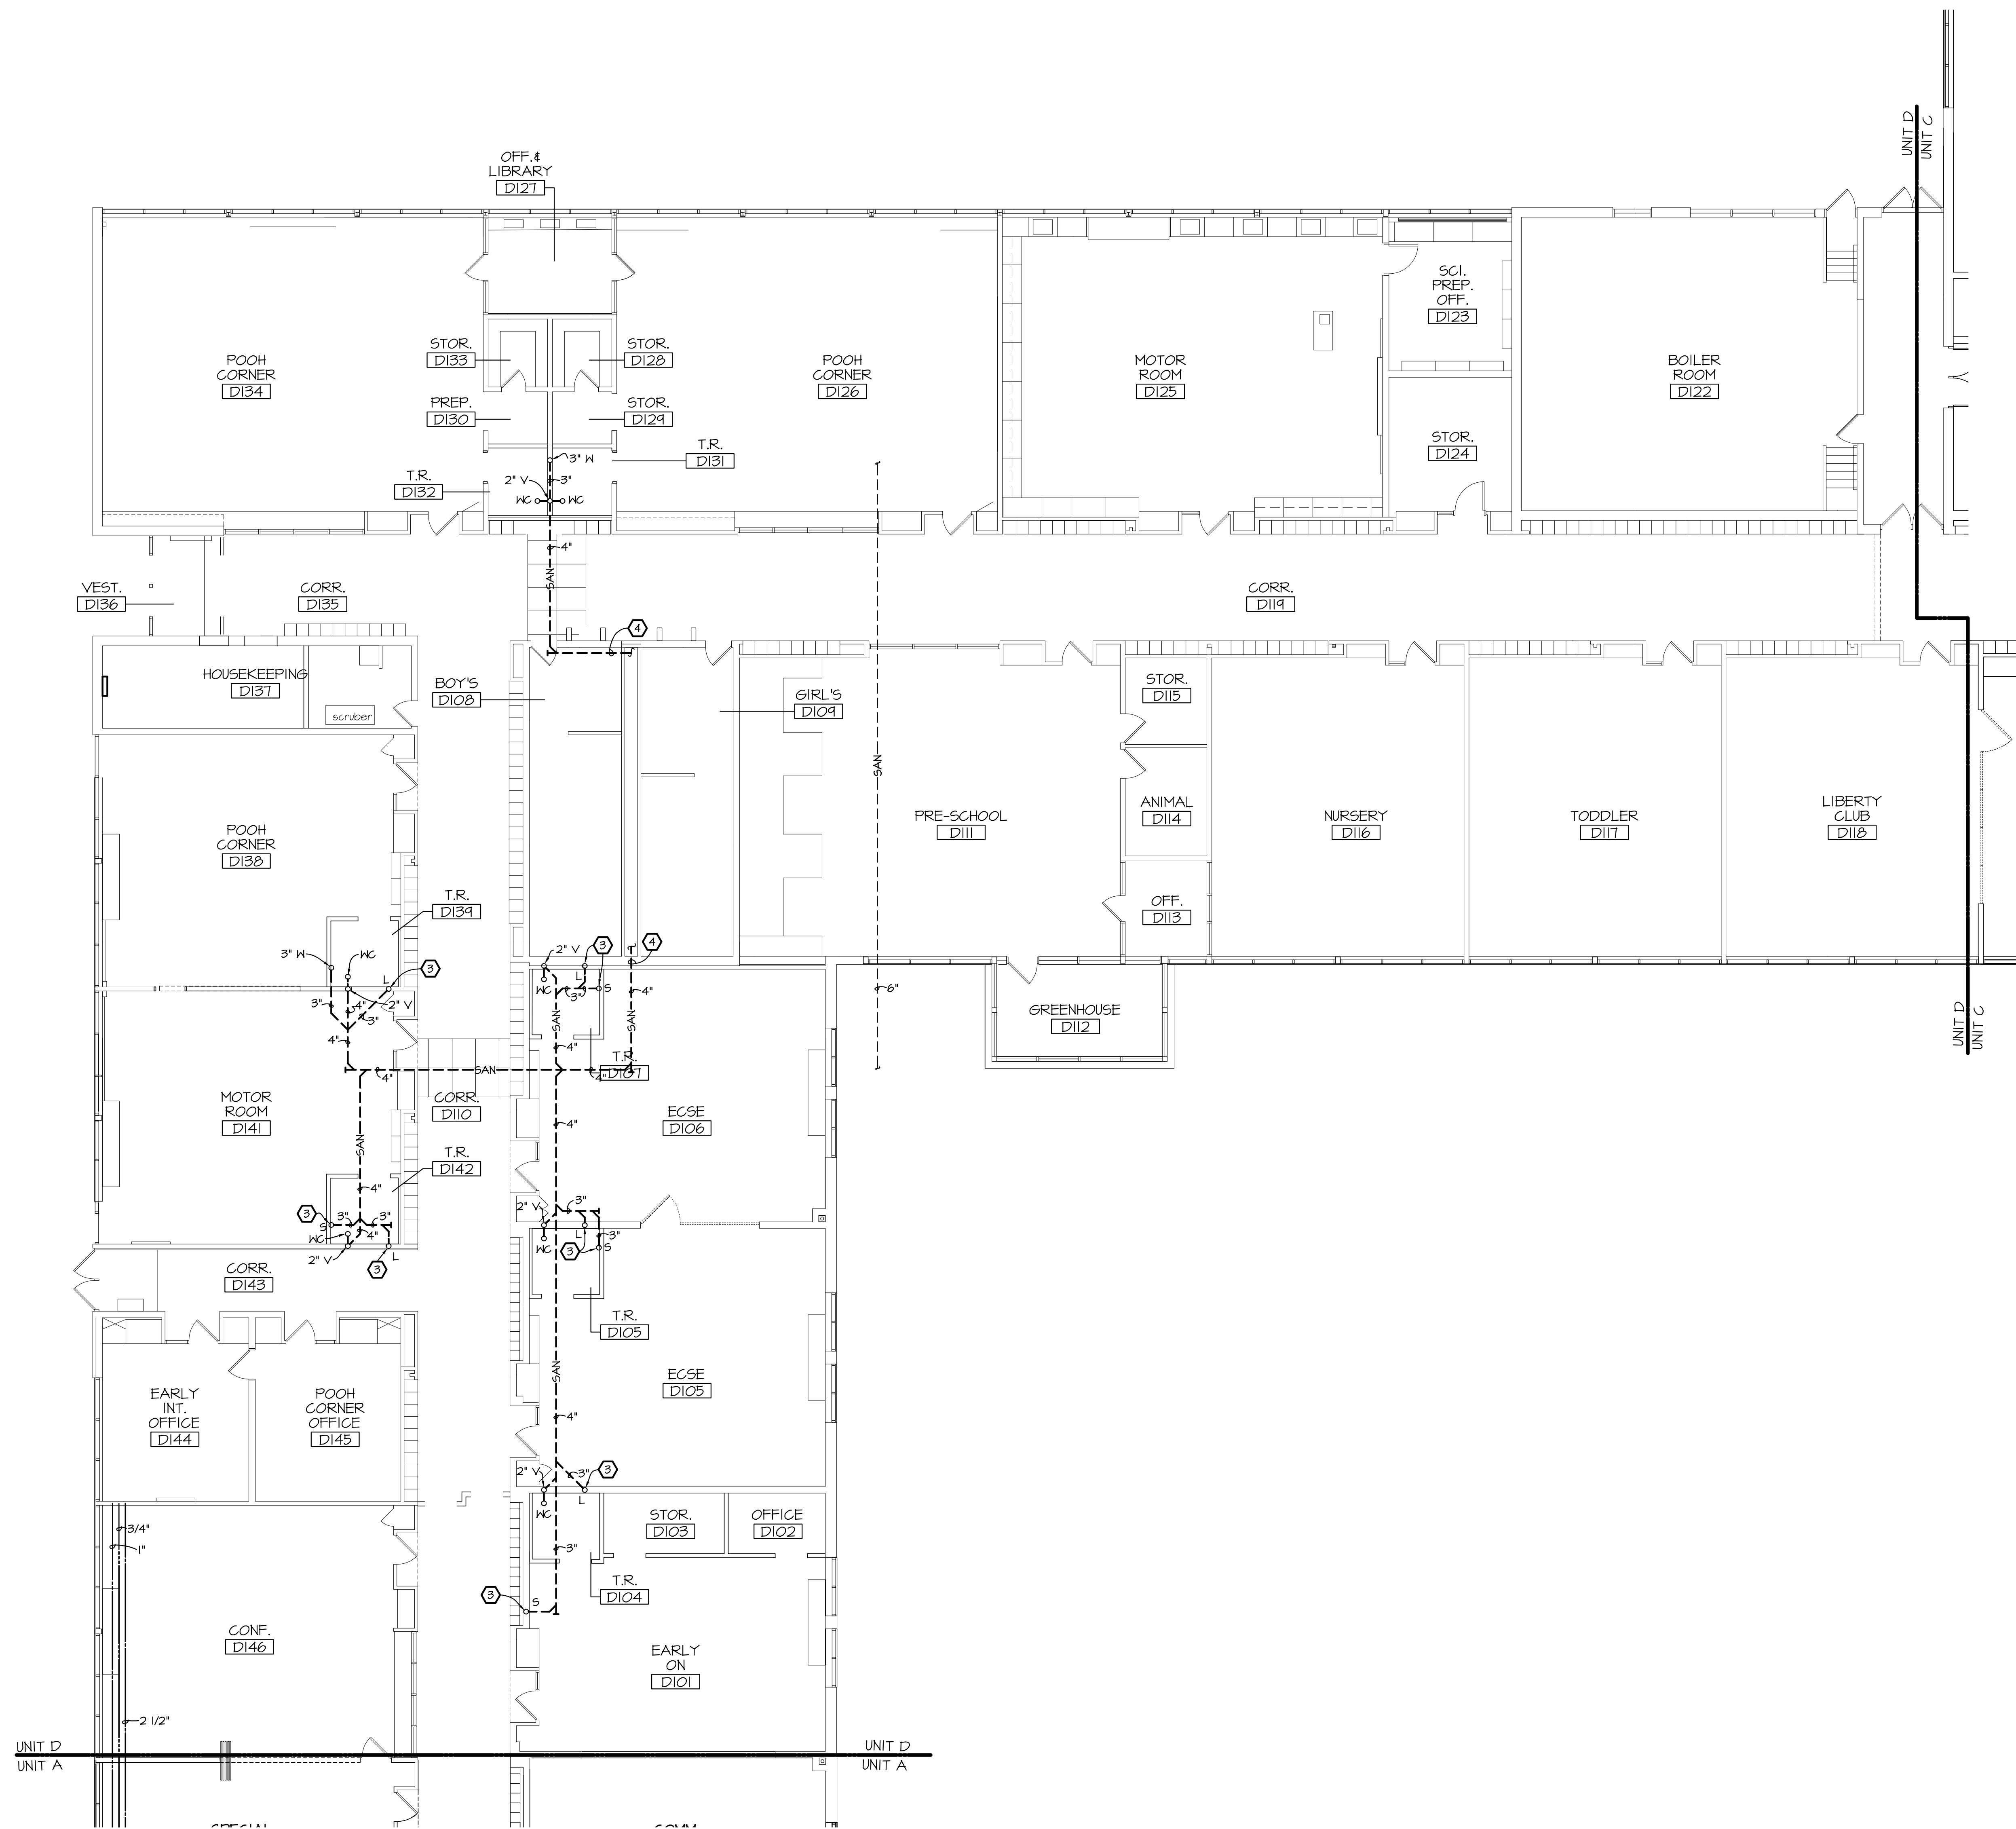 UNIT D
UNIT C
OFF.&
LIBRARY
D127
SCI.
PREP.
OFF.
D123
STOR.
D133
STOR.
D128
POOH
CORNER
D134
POOH
CORNER
D126
MOTOR
ROOM
D125
BOILER
ROOM
D122
PREP.
D130
STOR.
D129
STOR.
D124
T.R.
D131
3" W
T.R.
D132
2" V
3"
WC
WC
4"
SAN
VEST.
D136
CORR.
D135
CORR.
D119
4
HOUSEKEEPING
D137
scruber
BOY'S
D108
GIRL'S
D109
STOR.
D115
SAN
POOH
CORNER
D138
PRE-SCHOOL
D111
ANIMAL
D114
NURSERY
D116
TODDLER
D117
LIBERTY
CLUB
D118
T.R.
D139
OFF.
D113
3" W
WC
3
L
2" V
3
4
L
WC
3"
S
4"
6"
3"
4"
2" V
3"
4"
SAN
SAN
4"
GREENHOUSE
D112
UNIT D
UNIT C
4"
SAN
T.R.
D107
4"
MOTOR
ROOM
D141
CORR.
D110
ECSE
D106
4"
SAN
T.R.
D142
4"
3
S
3"
3"
4"
WC
2" V
L
3
2" V
3"
L
WC
3"
S
3
CORR.
D143
T.R.
D105
SAN
ECSE
D105
EARLY
INT.
OFFICE
D144
POOH
CORNER
OFFICE
D145
4"
2" V
3"
3
L
WC
STOR.
D103
OFFICE
D102
3/4"
1"
3"
T.R.
D104
3
S
CONF.
D146
EARLY
ON
D101
2 1/2"
UNIT D
UNIT A
UNIT D
UNIT A
SPECIAL
COMM.